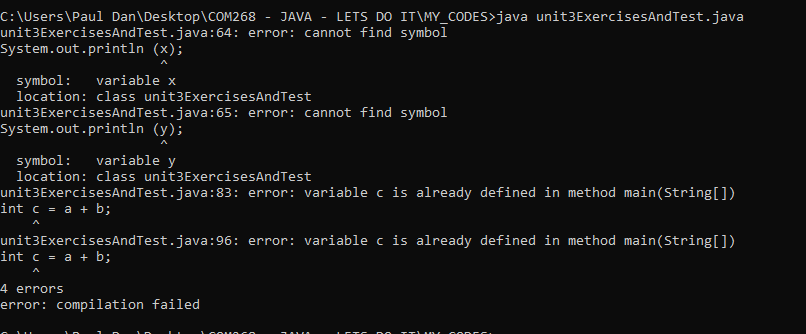 C:\Users\Paul Dan\Desktop\COM268 - JAVA - LETS DO IT\MY_CODES>java unit3ExercisesAndTest.java
unit3ExercisesAndTest.java:64: error: cannot find symbol
System.out.println (x);
^
symbol:   variable x
location: class unit3ExercisesAndTest
unit3ExercisesAndTest.java:65: error: cannot find symbol
System.out.println (y);
^
symbol:   variable y
location: class unit3ExercisesAndTest
unit3ExercisesAndTest.java:83: error: variable c is already defined in method main(String[])
int c = a + b;
^
unit3ExercisesAndTest.java:96: error: variable c is already defined in method main(String[])
int c = a + b;
^
4 errors
error: compilation failed